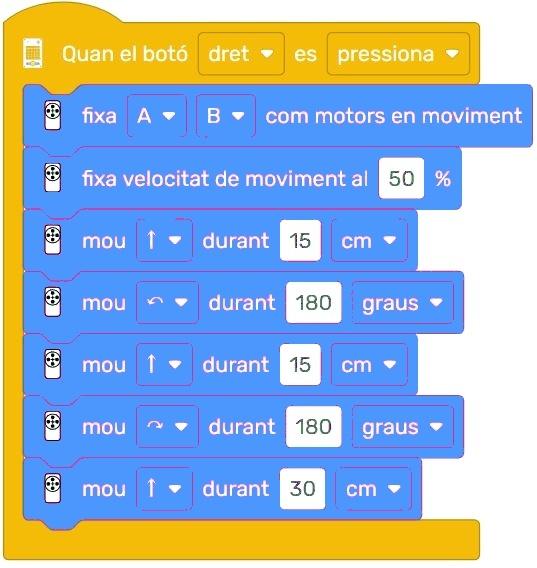 Quan el botó dret es pressiona
fixa A B com motors en moviment
fixa velocitat de moviment al 50 %
mou ↑ durant 15 cm
mou ↶ durant 180 graus
mou ↑ durant 15 cm
mou ↷ durant 180 graus
mou ↑ durant 30 cm